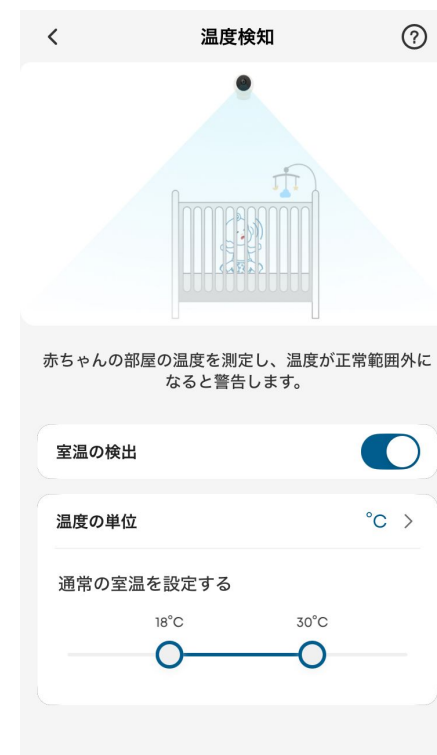 温度検知
?
赤ちゃんの部屋の温度を測定し、温度が正常範囲外に
なると警告します。
室温の検出
温度の単位 °C
通常の室温を設定する
18°C 30°C